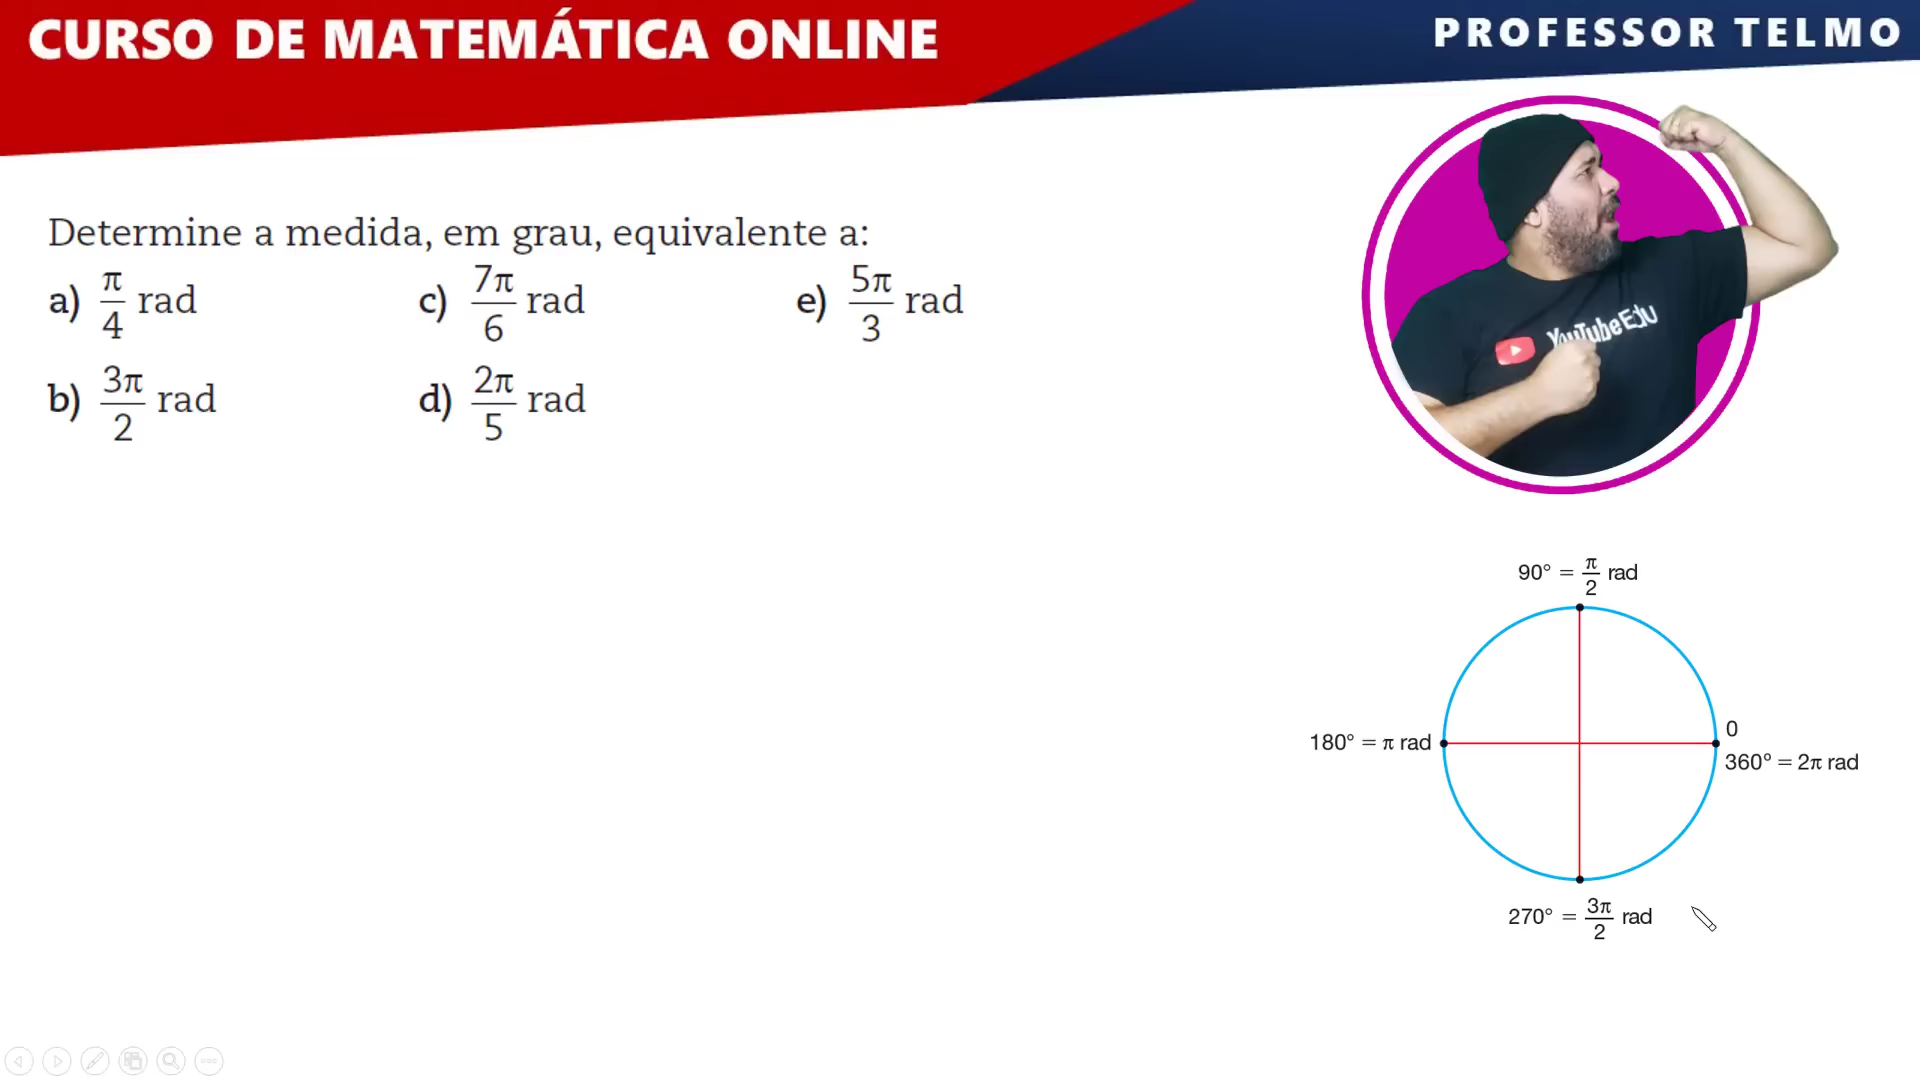 CURSO DE MATEMÁTICA ONLINE
PROFESSOR TELMO
Determine a medida, em grau, equivalente a:
a) π/4 rad
c) 7π/6 rad
e) 5π/3 rad
b) 3π/2 rad
d) 2π/5 rad
YouTubeEdu
90° = π/2 rad
180° = π rad
0
360° = 2π rad
270° = 3π/2 rad